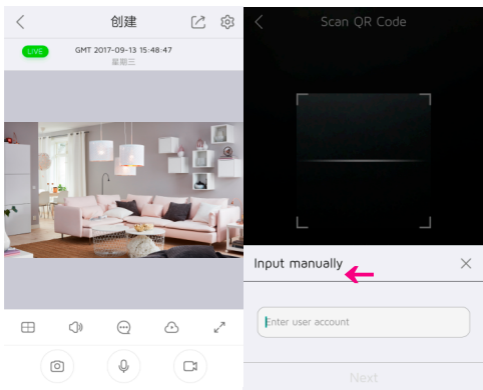 创建
LIVE
GMT 2017-09-13 15:48:47
星期三
Scan QR Code
Input manually
Enter user account
Next